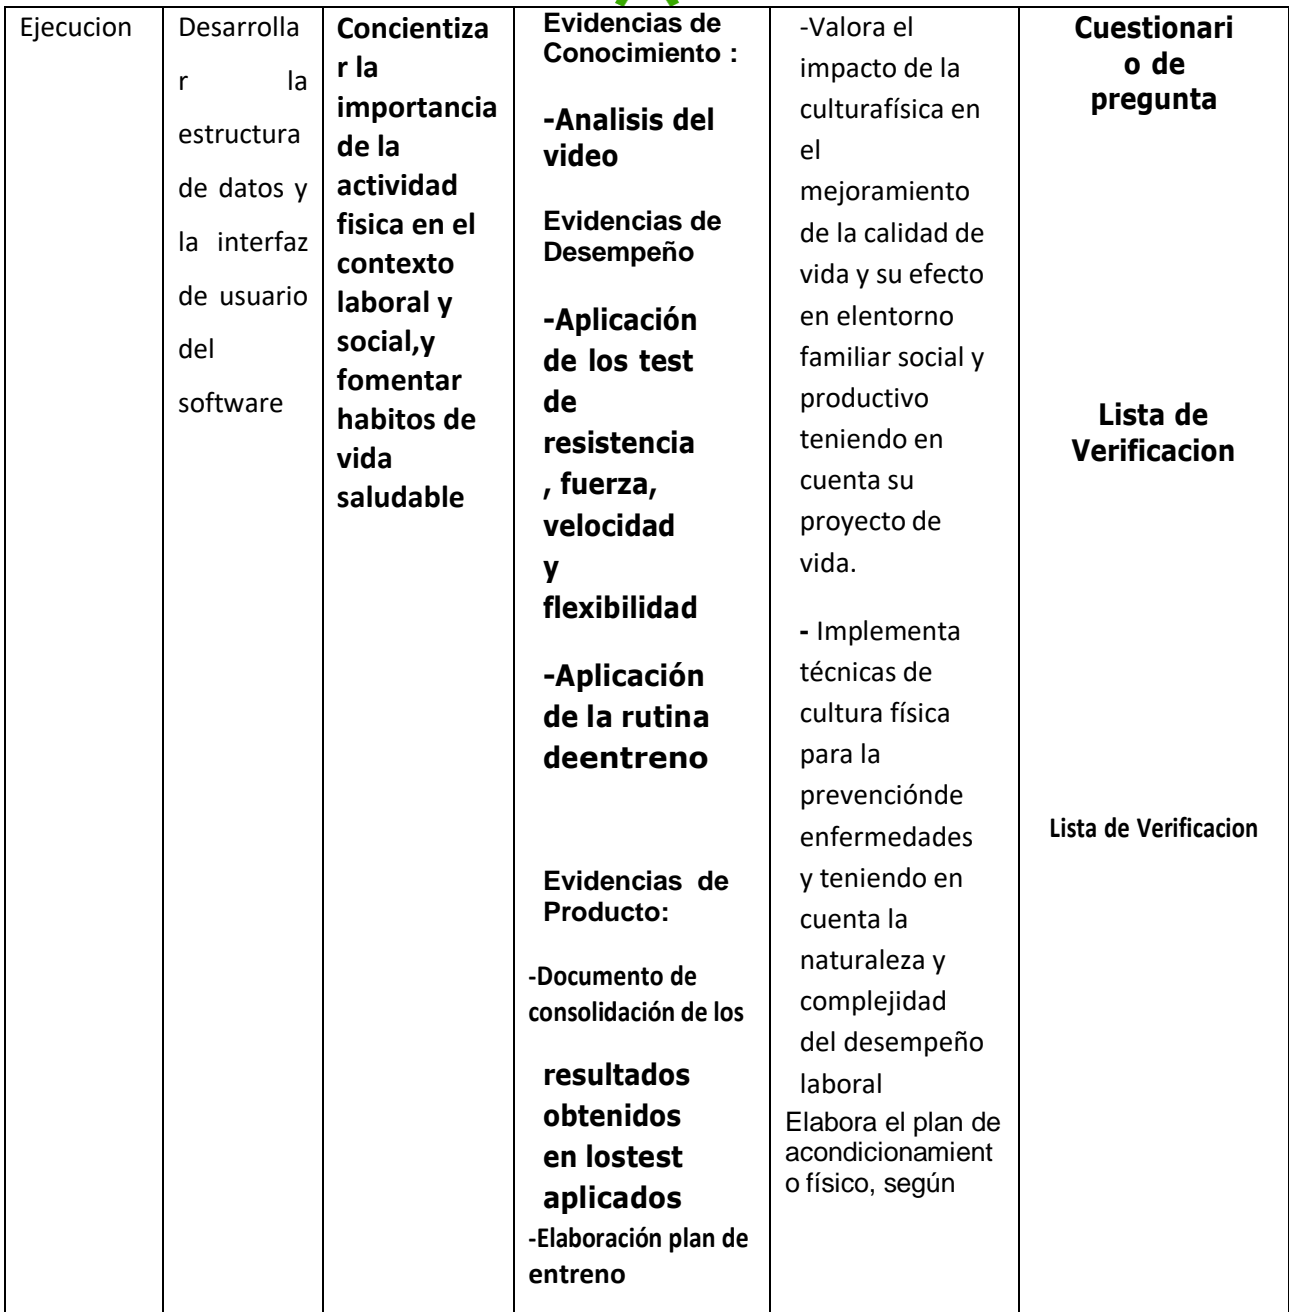 Ejecucion
Desarrolla
r la
estructura
de datos y
la interfaz
de usuario
del
software
Concientiza
r la
importancia
de la
actividad
fisica en el
contexto
laboral y
social,y
fomentar
habitos de
vida
saludable
Evidencias de
Conocimiento :
-Analisis del
video
Evidencias de
Desempeño
-Aplicación
de los test
de
resistencia
, fuerza,
velocidad
y
flexibilidad
-Aplicación
de la rutina
deentreno
Evidencias de
Producto:
-Documento de
consolidación de los
resultados
obtenidos
en lostest
aplicados
-Elaboración plan de
entreno
-Valora el
impacto de la
culturafísica en
el
mejoramiento
de la calidad de
vida y su efecto
en elentorno
familiar social y
productivo
teniendo en
cuenta su
proyecto de
vida.
- Implementa
técnicas de
cultura física
para la
prevenciónde
enfermedades
y teniendo en
cuenta la
naturaleza y
complejidad
del desempeño
laboral
Elabora el plan de
acondicionamient
o físico, según
Cuestionari
o de
pregunta
Lista de
Verificacion
Lista de Verificacion